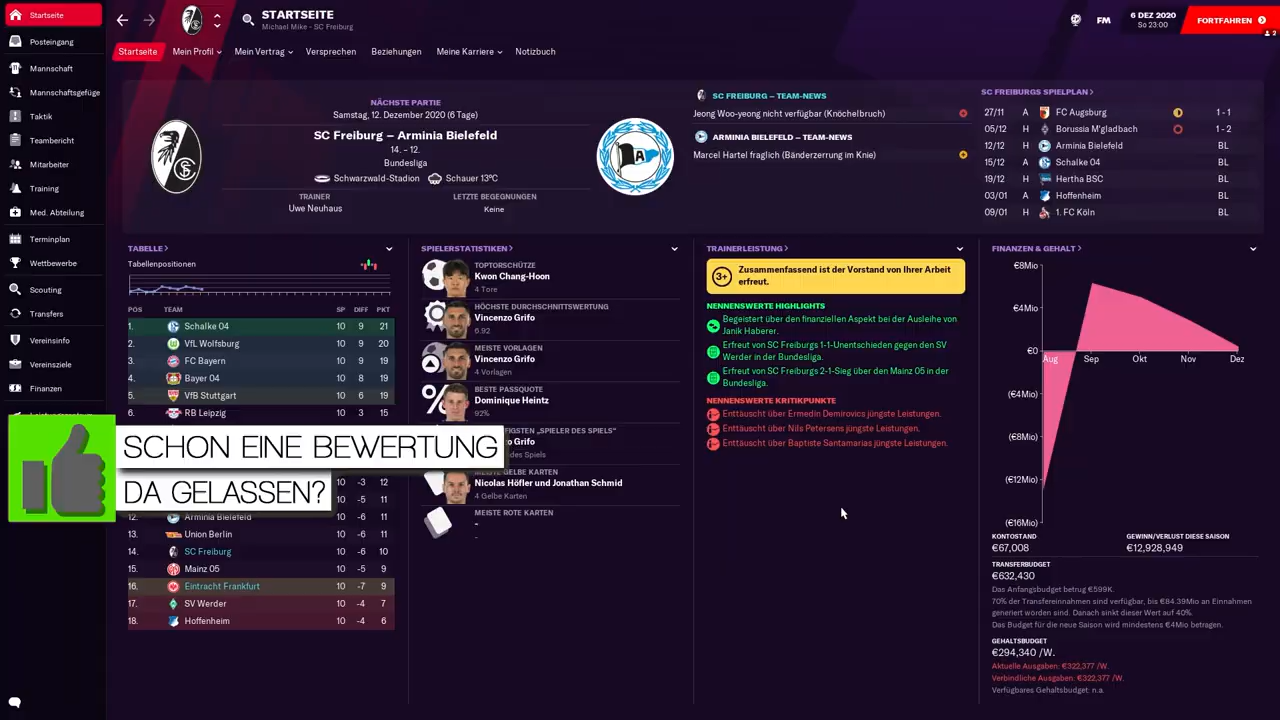 Startseite
Posteingang
Mannschaft
Mannschaftsgefüge
Taktik
Teambericht
Mitarbeiter
Training
Med. Abteilung
Terminplan
Wettbewerbe
Scouting
Transfers
Vereinsinfo
Vereinsziele
Finanzen
STARTSEITE
Michael Mike - SC Freiburg
FM
6 DEZ 2020
So 23:00
FORTFAHREN
2
Startseite
Mein Profil
Mein Vertrag
Versprechen
Beziehungen
Meine Karriere
Notizbuch
NÄCHSTE PARTIE
Samstag, 12. Dezember 2020 (6 Tage)
SC Freiburg – Arminia Bielefeld
14. - 12.
Bundesliga
Schwarzwald-Stadion
Schauer 13°C
TRAINER
Uwe Neuhaus
LETZTE BEGEGNUNGEN
Keine
SC FREIBURG – TEAM-NEWS
Jeong Woo-yeong nicht verfügbar (Knöchelbruch)
ARMINIA BIELEFELD – TEAM-NEWS
Marcel Hartel fraglich (Bänderzerrung im Knie)
SC FREIBURGS SPIELPLAN
27/11 A FC Augsburg 1 - 1
05/12 H Borussia M'gladbach 1 - 2
12/12 H Arminia Bielefeld BL
15/12 A Schalke 04 BL
19/12 H Hertha BSC BL
03/01 A Hoffenheim BL
09/01 H 1. FC Köln BL
TABELLE
Tabellenpositionen
POS TEAM SP DIFF PKT
1. Schalke 04 10 9 21
2. VfL Wolfsburg 10 9 20
3. FC Bayern 10 9 19
4. Bayer 04 10 8 19
5. VfB Stuttgart 10 6 19
6. RB Leipzig 10 3 15
SCHON EINE BEWERTUNG
DA GELASSEN?
10 -3 12
10 -5 11
12. Arminia Bielefeld 10 -6 11
13. Union Berlin 10 -6 11
14. SC Freiburg 10 -6 10
15. Mainz 05 10 -5 9
16. Eintracht Frankfurt 10 -7 9
17. SV Werder 10 -4 7
18. Hoffenheim 10 -4 6
SPIELERSTATISTIKEN
TOPTORSCHÜTZE
Kwon Chang-Hoon
4 Tore
HÖCHSTE DURCHSCHNITTSWERTUNG
Vincenzo Grifo
6.92
MEISTE VORLAGEN
Vincenzo Grifo
4 Vorlagen
BESTE PASSQUOTE
Dominique Heintz
92%
FIGSTEN „SPIELER DES SPIELS"
Grifo
des Spiels
MEISTE GELBE KARTEN
Nicolas Höfler und Jonathan Schmid
4 Gelbe Karten
MEISTE ROTE KARTEN
-
-
TRAINERLEISTUNG
3+
Zusammenfassend ist der Vorstand von Ihrer Arbeit
erfreut.
NENNENSWERTE HIGHLIGHTS
Begeistert über den finanziellen Aspekt bei der Ausleihe von
Janik Haberer.
Erfreut von SC Freiburgs 1-1-Unentschieden gegen den SV
Werder in der Bundesliga.
Erfreut von SC Freiburgs 2-1-Sieg über den Mainz 05 in der
Bundesliga.
NENNENSWERTE KRITIKPUNKTE
Enttäuscht über Ermedin Demirovics jüngste Leistungen.
Enttäuscht über Nils Petersens jüngste Leistungen.
Enttäuscht über Baptiste Santamarias jüngste Leistungen.
FINANZEN & GEHALT
€8Mio
€4Mio
€0
(€4Mio)
(€8Mio)
(€12Mio)
(€16Mio)
Aug Sep Okt Nov Dez
KONTOSTAND
€67,008
GEWINN/VERLUST DIESE SAISON
€12,928,949
TRANSFERBUDGET
€632,430
Das Anfangsbudget betrug €599K.
70% der Transfereinnahmen sind verfügbar, bis €84.39Mio an Einnahmen
generiert worden sind. Danach sinkt dieser Wert auf 40%.
Das Budget für die neue Saison wird mindestens €4Mio betragen.
GEHALTSBUDGET
€294,340 /W.
Aktuelle Ausgaben: €322,377 /W.
Verbindliche Ausgaben: €322,377 /W.
Verfügbares Gehaltsbudget: n.a.